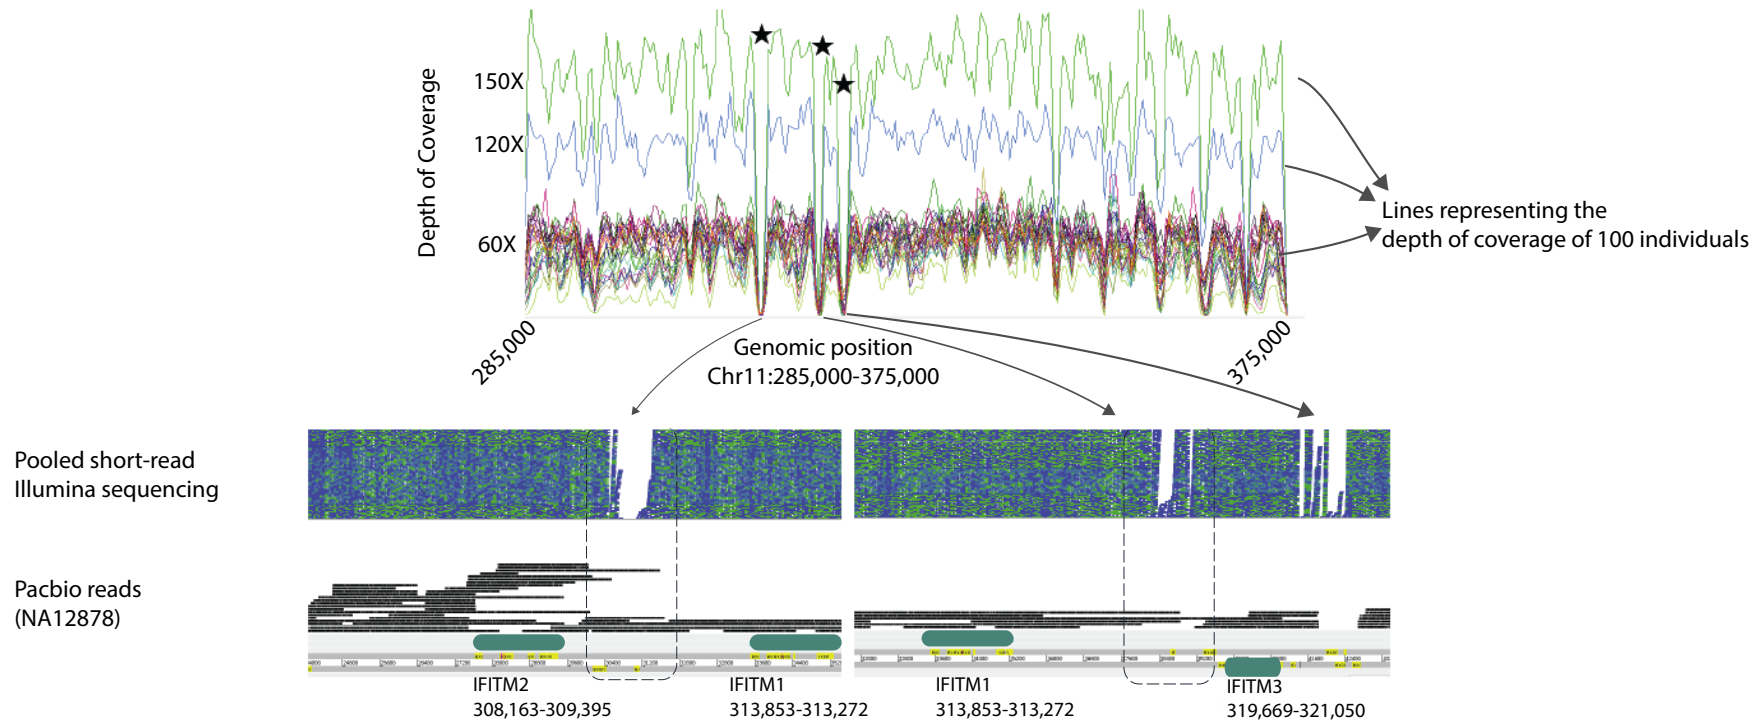 150X
120X
60X
Depth of Coverage
285,000
375,000
Genomic position
Chr11:285,000-375,000
Lines representing the
depth of coverage of 100 individuals
Pooled short-read
Illumina sequencing
Pacbio reads
(NA12878)
IFITM2
308,163-309,395
IFITM1
313,853-313,272
IFITM1
313,853-313,272
IFITM3
319,669-321,050